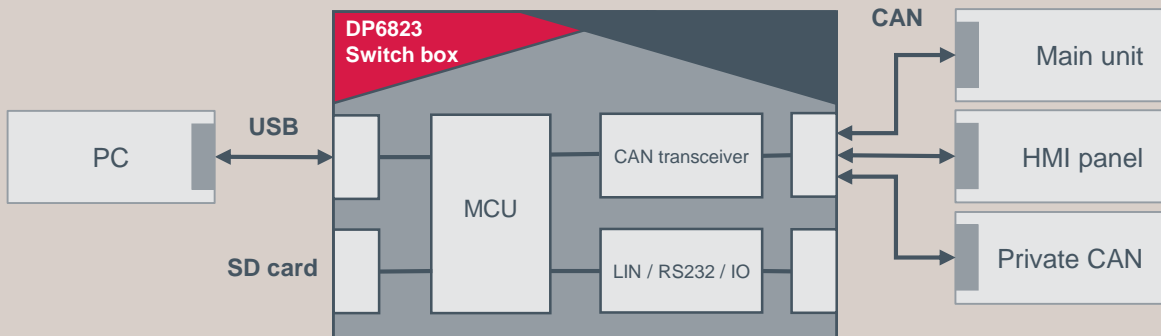 DP6823
Switch box
CAN
Main unit
USB
PC
CAN transceiver
HMI panel
MCU
SD card
LIN / RS232 / IO
Private CAN